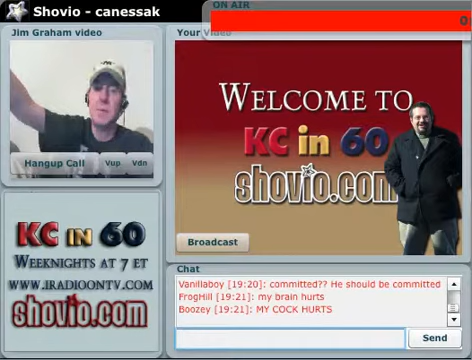 Shovio - canessak
ON AIR
Jim Graham video
Your Video
Hangup Call
Vup
Vdn
WELCOME TO
KC IN 60
shovio.com
Broadcast
KC IN 60
WEEKNIGHTS AT 7 ET
WWW.IRADIOONTV.COM
shovio.com
Chat
Vanillaboy [19:20]: committed?? He should be committed
FrogHill [19:21]: my brain hurts
Boozey [19:21]: MY COCK HURTS
Send